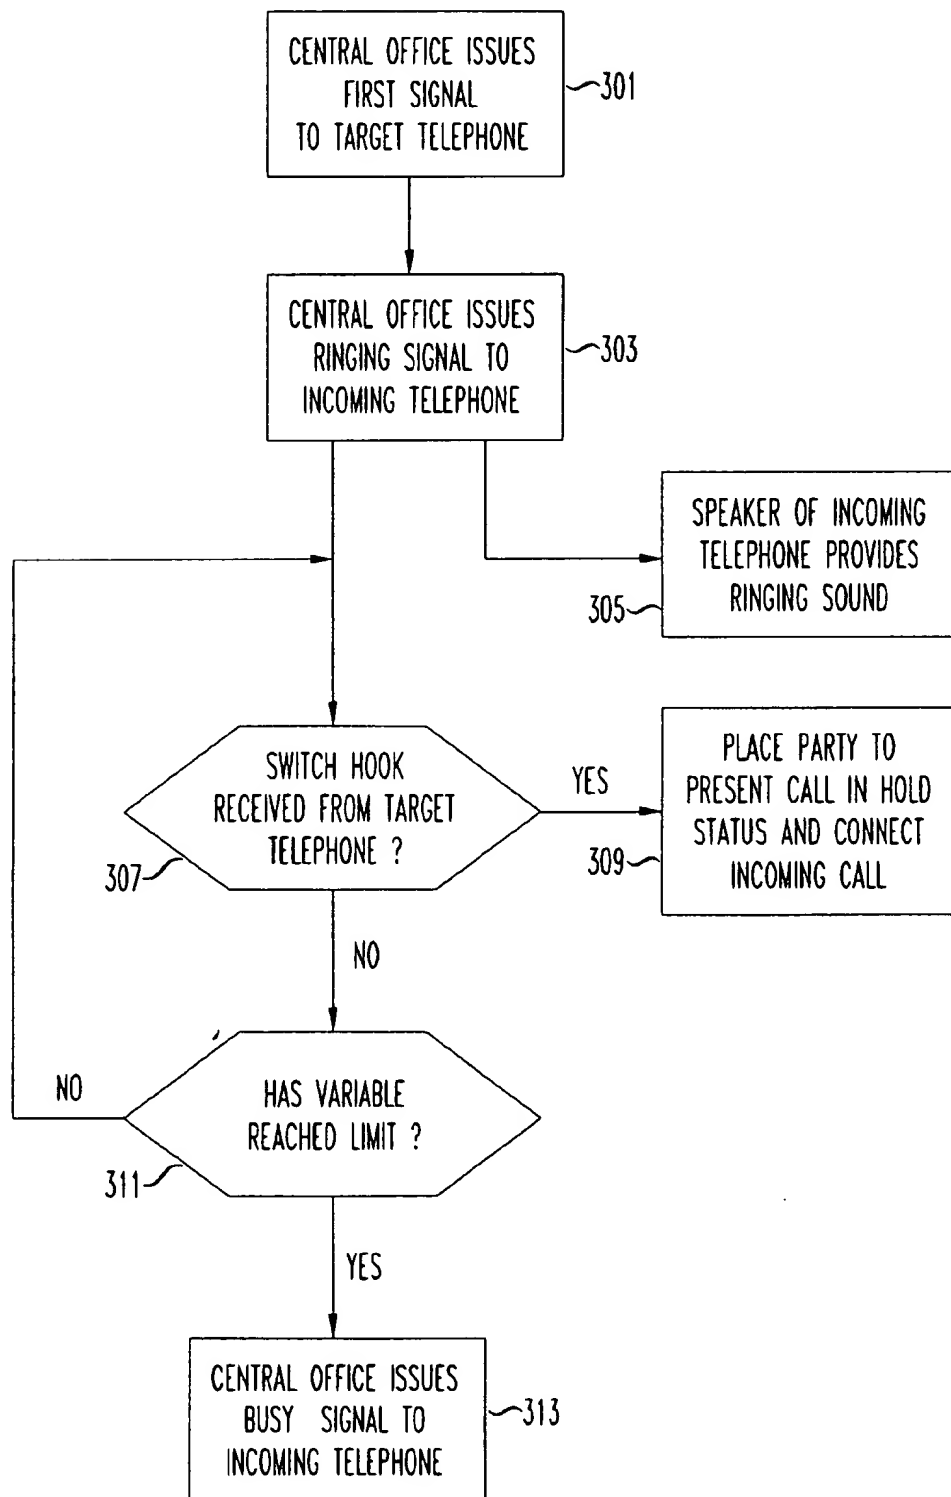 CENTRAL OFFICE ISSUES
FIRST SIGNAL
TO TARGET TELEPHONE
301
CENTRAL OFFICE ISSUES
RINGING SIGNAL TO
INCOMING TELEPHONE
303
SPEAKER OF INCOMING
TELEPHONE PROVIDES
RINGING SOUND
305
SWITCH HOOK
RECEIVED FROM TARGET
TELEPHONE ?
307
YES
PLACE PARTY TO
PRESENT CALL IN HOLD
STATUS AND CONNECT
INCOMING CALL
309
NO
HAS VARIABLE
REACHED LIMIT ?
311
NO
YES
CENTRAL OFFICE ISSUES
BUSY SIGNAL TO
INCOMING TELEPHONE
313